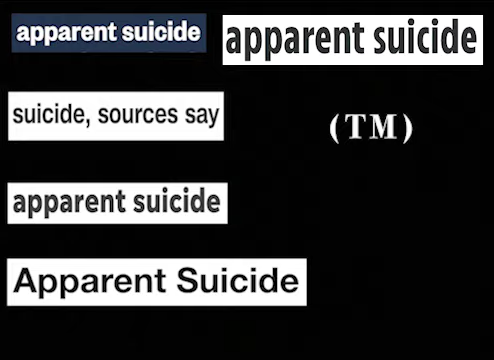 apparent suicide
apparent suicide
suicide, sources say
(TM)
apparent suicide
Apparent Suicide